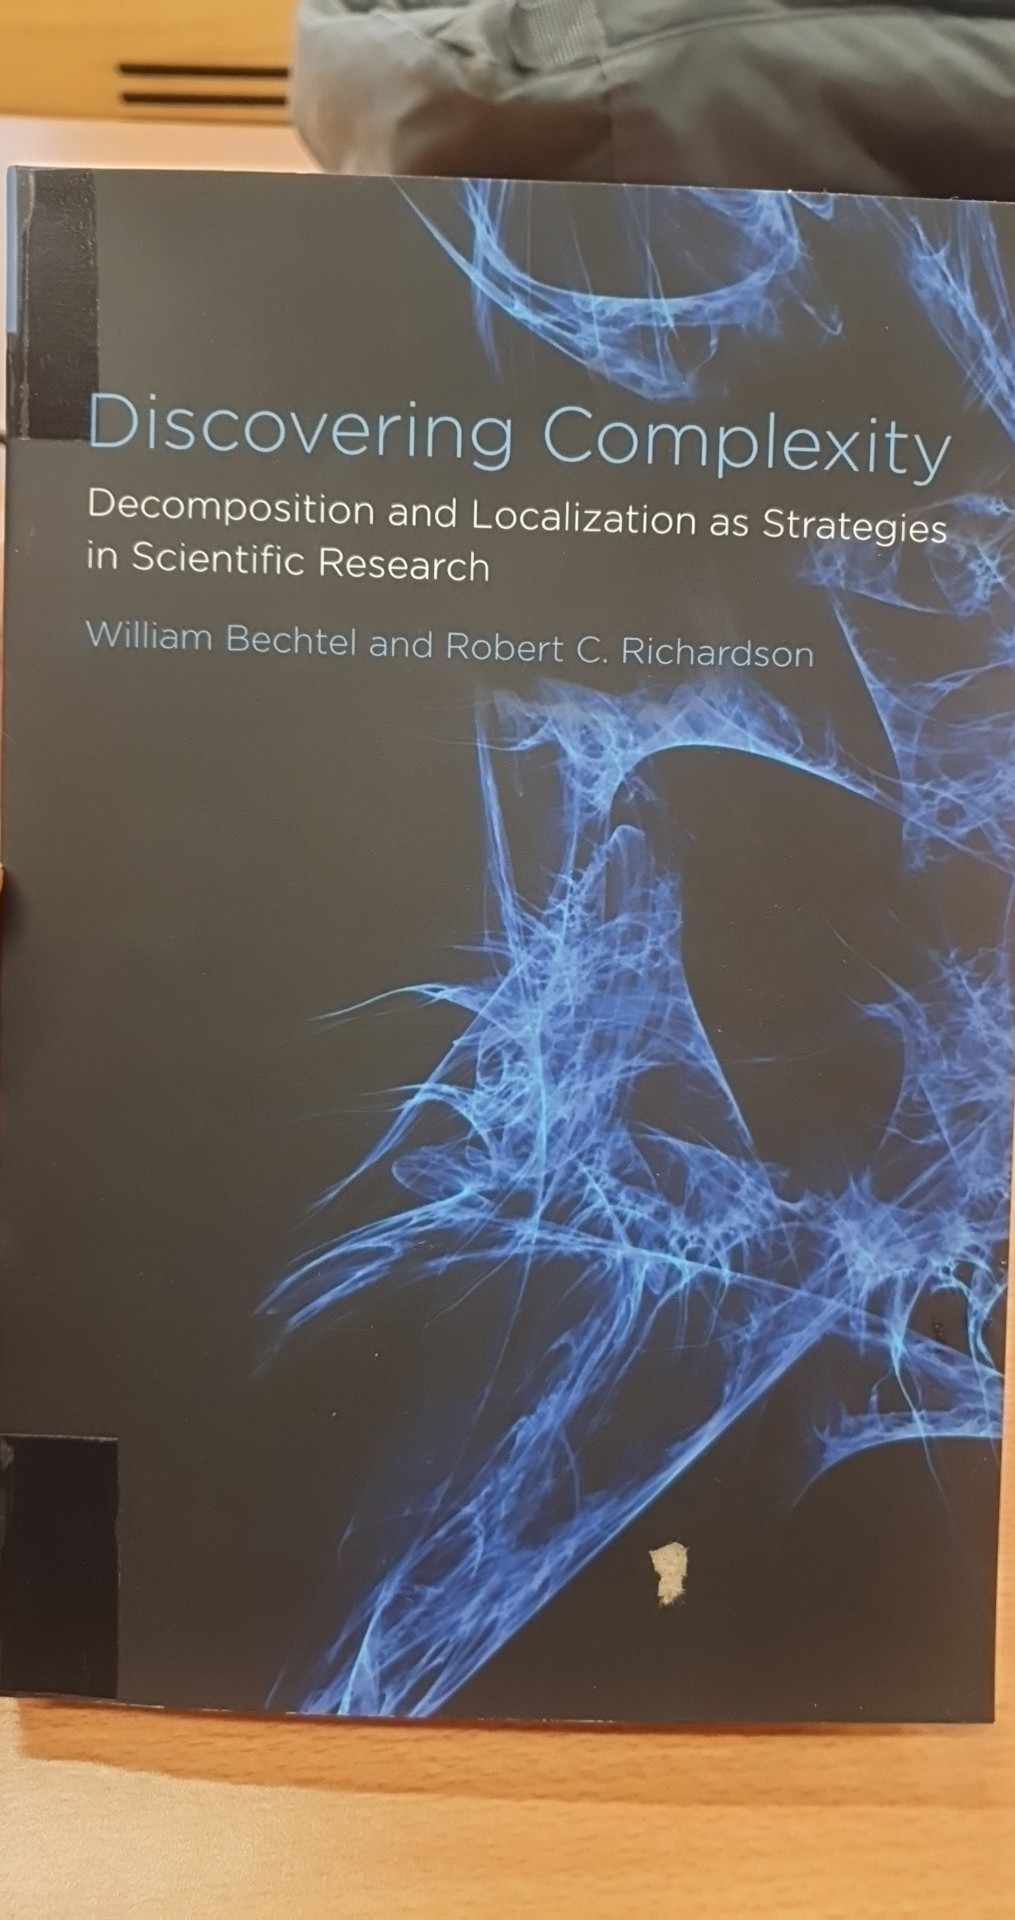 Discovering Complexity
Decomposition and Localization as Strategies
in Scientific Research
William Bechtel and Robert C. Richardson